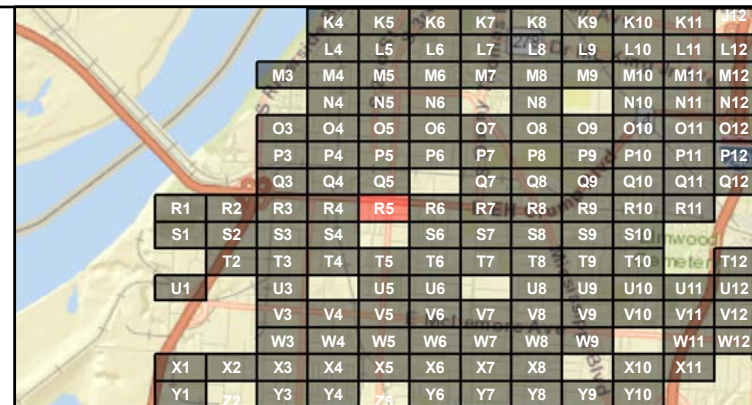 K4 K5 K6 K7 K8 K9 K10 K11 J12
L4 L5 L6 L7 L8 L9 L10 L11 L12
M3 M4 M5 M6 M7 M8 M9 M10 M11 M12
N4 N5 N6 N8 N10 N11 N12
O3 O4 O5 O6 O7 O8 O9 O10 O11 O12
P3 P4 P5 P6 P7 P8 P9 P10 P11 P12
Q3 Q4 Q5 Q7 Q8 Q9 Q10 Q11 Q12
R1 R2 R3 R4 R5 R6 R7 R8 R9 R10 R11
S1 S2 S3 S4 S6 S7 S8 S9 S10
T2 T3 T4 T5 T6 T7 T8 T9 T10 T12
U1 U3 U5 U6 U8 U9 U10 U11 U12
V3 V4 V5 V6 V7 V8 V9 V10 V11 V12
W3 W4 W5 W6 W7 W8 W9 W11 W12
X1 X2 X3 X4 X5 X6 X7 X8 X10 X11
Y1 Z2 Y3 Y4 Z5 Y6 Y7 Y8 Y9 Y10
278